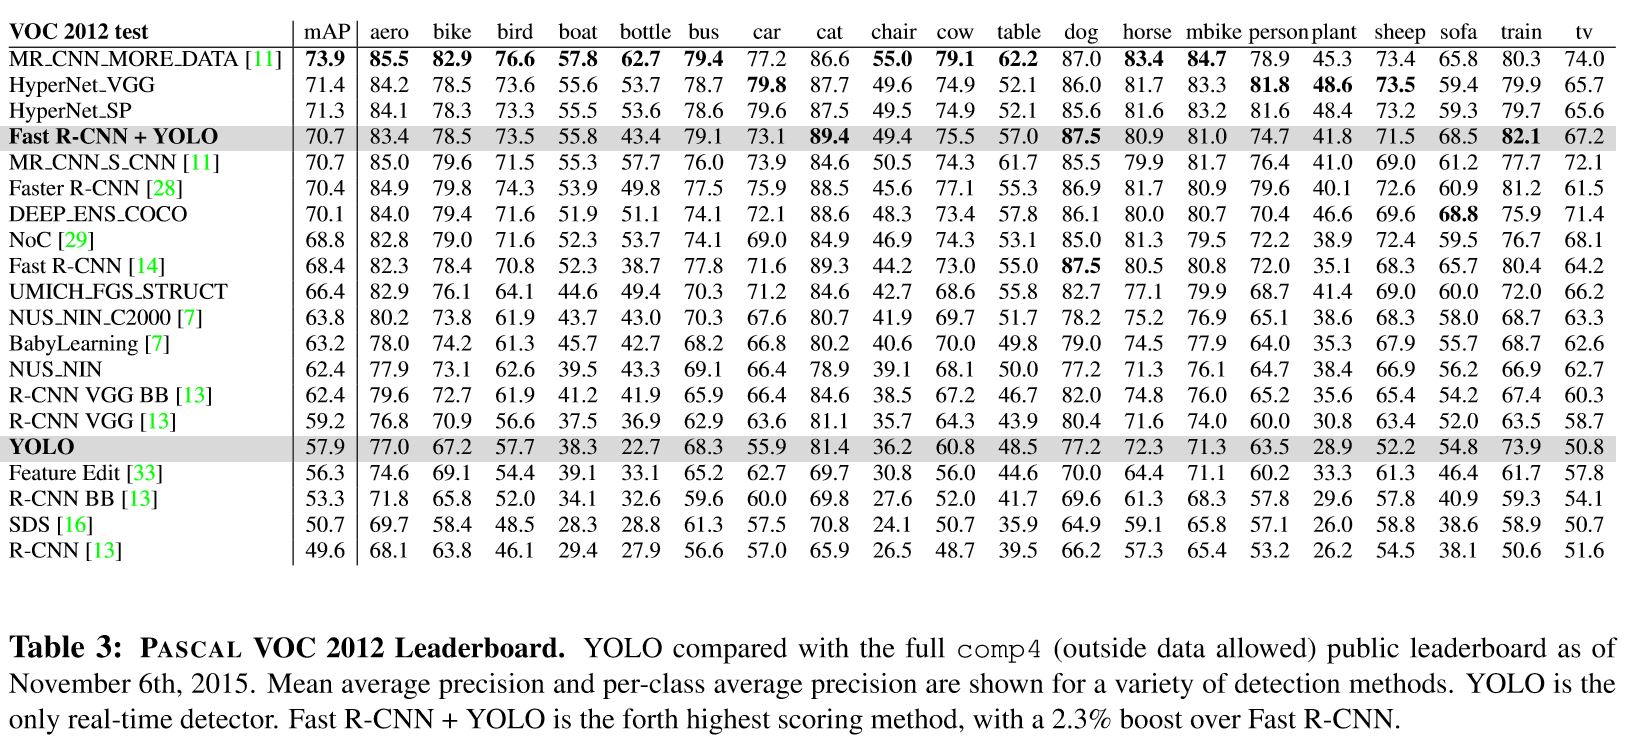 VOC 2012 test mAP aero bike bird boat bottle bus car cat chair cow table dog horse mbike person plant sheep sofa train tv
MR_CNN_MORE_DATA [11] 73.9 85.5 82.9 76.6 57.8 62.7 79.4 77.2 86.6 55.0 79.1 62.2 87.0 83.4 84.7 78.9 45.3 73.4 65.8 80.3 74.0
HyperNet_VGG 71.4 84.2 78.5 73.6 55.6 53.7 78.7 79.8 87.7 49.6 74.9 52.1 86.0 81.7 83.3 81.8 48.6 73.5 59.4 79.9 65.7
HyperNet_SP 71.3 84.1 78.3 73.3 55.5 53.6 78.6 79.6 87.5 49.5 74.9 52.1 85.6 81.6 83.2 81.6 48.4 73.2 59.3 79.7 65.6
Fast R-CNN + YOLO 70.7 83.4 78.5 73.5 55.8 43.4 79.1 73.1 89.4 49.4 75.5 57.0 87.5 80.9 81.0 74.7 41.8 71.5 68.5 82.1 67.2
MR_CNN_S_CNN [11] 70.7 85.0 79.6 71.5 55.3 57.7 76.0 73.9 84.6 50.5 74.3 61.7 85.5 79.9 81.7 76.4 41.0 69.0 61.2 77.7 72.1
Faster R-CNN [28] 70.4 84.9 79.8 74.3 53.9 49.8 77.5 75.9 88.5 45.6 77.1 55.3 86.9 81.7 80.9 79.6 40.1 72.6 60.9 81.2 61.5
DEEP_ENS_COCO 70.1 84.0 79.4 71.6 51.9 51.1 74.1 72.1 88.6 48.3 73.4 57.8 86.1 80.0 80.7 70.4 46.6 69.6 68.8 75.9 71.4
NoC [29] 68.8 82.8 79.0 71.6 52.3 53.7 74.1 69.0 84.9 46.9 74.3 53.1 85.0 81.3 79.5 72.2 38.9 72.4 59.5 76.7 68.1
Fast R-CNN [14] 68.4 82.3 78.4 70.8 52.3 38.7 77.8 71.6 89.3 44.2 73.0 55.0 87.5 80.5 80.8 72.0 35.1 68.3 65.7 80.4 64.2
UMICH_FGS_STRUCT 66.4 82.9 76.1 64.1 44.6 49.4 70.3 71.2 84.6 42.7 68.6 55.8 82.7 77.1 79.9 68.7 41.4 69.0 60.0 72.0 66.2
NUS_NIN_C2000 [7] 63.8 80.2 73.8 61.9 43.7 43.0 70.3 67.6 80.7 41.9 69.7 51.7 78.2 75.2 76.9 65.1 38.6 68.3 58.0 68.7 63.3
BabyLearning [7] 63.2 78.0 74.2 61.3 45.7 42.7 68.2 66.8 80.2 40.6 70.0 49.8 79.0 74.5 77.9 64.0 35.3 67.9 55.7 68.7 62.6
NUS_NIN 62.4 77.9 73.1 62.6 39.5 43.3 69.1 66.4 78.9 39.1 68.1 50.0 77.2 71.3 76.1 64.7 38.4 66.9 56.2 66.9 62.7
R-CNN VGG BB [13] 62.4 79.6 72.7 61.9 41.2 41.9 65.9 66.4 84.6 38.5 67.2 46.7 82.0 74.8 76.0 65.2 35.6 65.4 54.2 67.4 60.3
R-CNN VGG [13] 59.2 76.8 70.9 56.6 37.5 36.9 62.9 63.6 81.1 35.7 64.3 43.9 80.4 71.6 74.0 60.0 30.8 63.4 52.0 63.5 58.7
YOLO 57.9 77.0 67.2 57.7 38.3 22.7 68.3 55.9 81.4 36.2 60.8 48.5 77.2 72.3 71.3 63.5 28.9 52.2 54.8 73.9 50.8
Feature Edit [33] 56.3 74.6 69.1 54.4 39.1 33.1 65.2 62.7 69.7 30.8 56.0 44.6 70.0 64.4 71.1 60.2 33.3 61.3 46.4 61.7 57.8
R-CNN BB [13] 53.3 71.8 65.8 52.0 34.1 32.6 59.6 60.0 69.8 27.6 52.0 41.7 69.6 61.3 68.3 57.8 29.6 57.8 40.9 59.3 54.1
SDS [16] 50.7 69.7 58.4 48.5 28.3 28.8 61.3 57.5 70.8 24.1 50.7 35.9 64.9 59.1 65.8 57.1 26.0 58.8 38.6 58.9 50.7
R-CNN [13] 49.6 68.1 63.8 46.1 29.4 27.9 56.6 57.0 65.9 26.5 48.7 39.5 66.2 57.3 65.4 53.2 26.2 54.5 38.1 50.6 51.6
Table 3: PASCAL VOC 2012 Leaderboard. YOLO compared with the full comp4 (outside data allowed) public leaderboard as of
November 6th, 2015. Mean average precision and per-class average precision are shown for a variety of detection methods. YOLO is the
only real-time detector. Fast R-CNN + YOLO is the forth highest scoring method, with a 2.3% boost over Fast R-CNN.